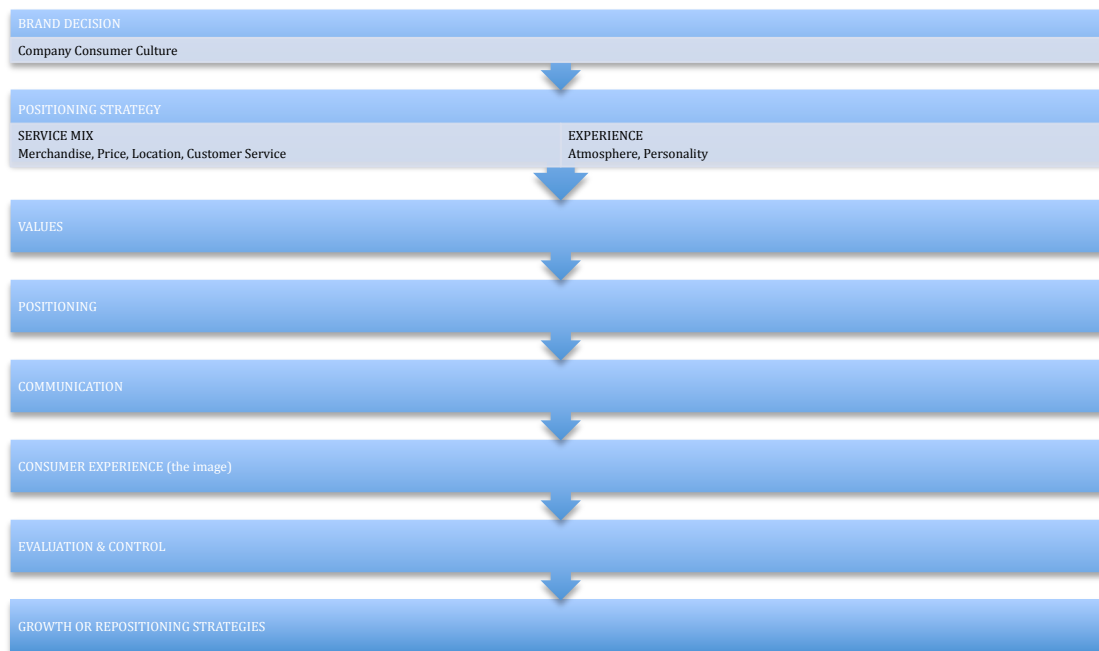 BRAND DECISION
Company Consumer Culture
POSITIONING STRATEGY
SERVICE MIX
Merchandise, Price, Location, Customer Service
EXPERIENCE
Atmosphere, Personality
VALUES
POSITIONING
COMMUNICATION
CONSUMER EXPERIENCE (the image)
EVALUATION & CONTROL
GROWTH OR REPOSITIONING STRATEGIES